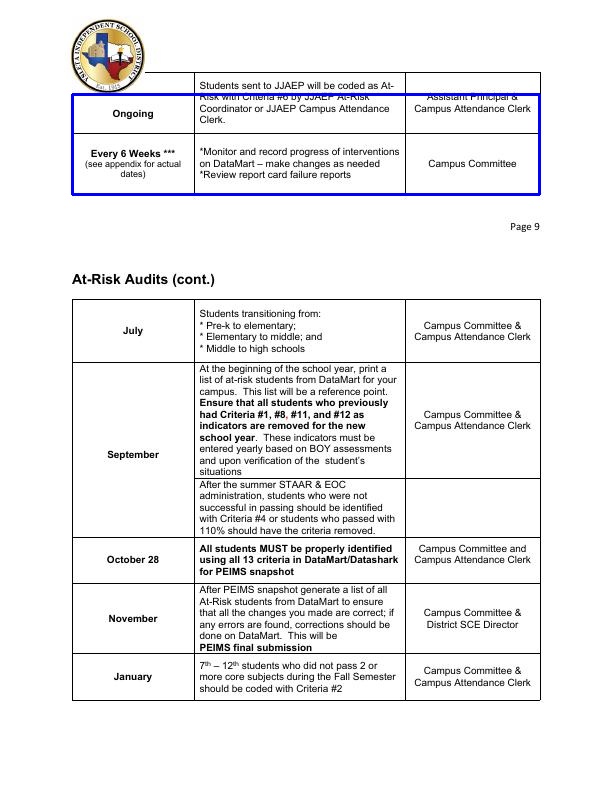 YSLETA INDEPENDENT SCHOOL DISTRICT
Est. 1915
Students sent to JJAEP will be coded as At-
Risk with Criteria #6 by JJAEP At-Risk
Coordinator or JJAEP Campus Attendance
Clerk.
Ongoing
Assistant Principal &
Campus Attendance Clerk
Every 6 Weeks ***
(see appendix for actual
dates)
*Monitor and record progress of interventions
on DataMart – make changes as needed
*Review report card failure reports
Campus Committee
Page 9
At-Risk Audits (cont.)
July
Students transitioning from:
* Pre-k to elementary;
* Elementary to middle; and
* Middle to high schools
Campus Committee &
Campus Attendance Clerk
September
At the beginning of the school year, print a
list of at-risk students from DataMart for your
campus.  This list will be a reference point.
Ensure that all students who previously
had Criteria #1, #8, #11, and #12 as
indicators are removed for the new
school year.  These indicators must be
entered yearly based on BOY assessments
and upon verification of the  student's
situations
Campus Committee &
Campus Attendance Clerk
After the summer STAAR & EOC
administration, students who were not
successful in passing should be identified
with Criteria #4 or students who passed with
110% should have the criteria removed.
October 28
All students MUST be properly identified
using all 13 criteria in DataMart/Datashark
for PEIMS snapshot
Campus Committee and
Campus Attendance Clerk
November
After PEIMS snapshot generate a list of all
At-Risk students from DataMart to ensure
that all the changes you made are correct; if
any errors are found, corrections should be
done on DataMart.  This will be
PEIMS final submission
Campus Committee &
District SCE Director
January
7th – 12th students who did not pass 2 or
more core subjects during the Fall Semester
should be coded with Criteria #2
Campus Committee &
Campus Attendance Clerk